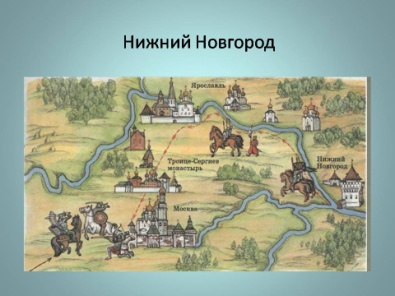 Нижний Новгород
Ярославль
Троице-Сергиев
монастырь
Нижний
Новгород
Москва